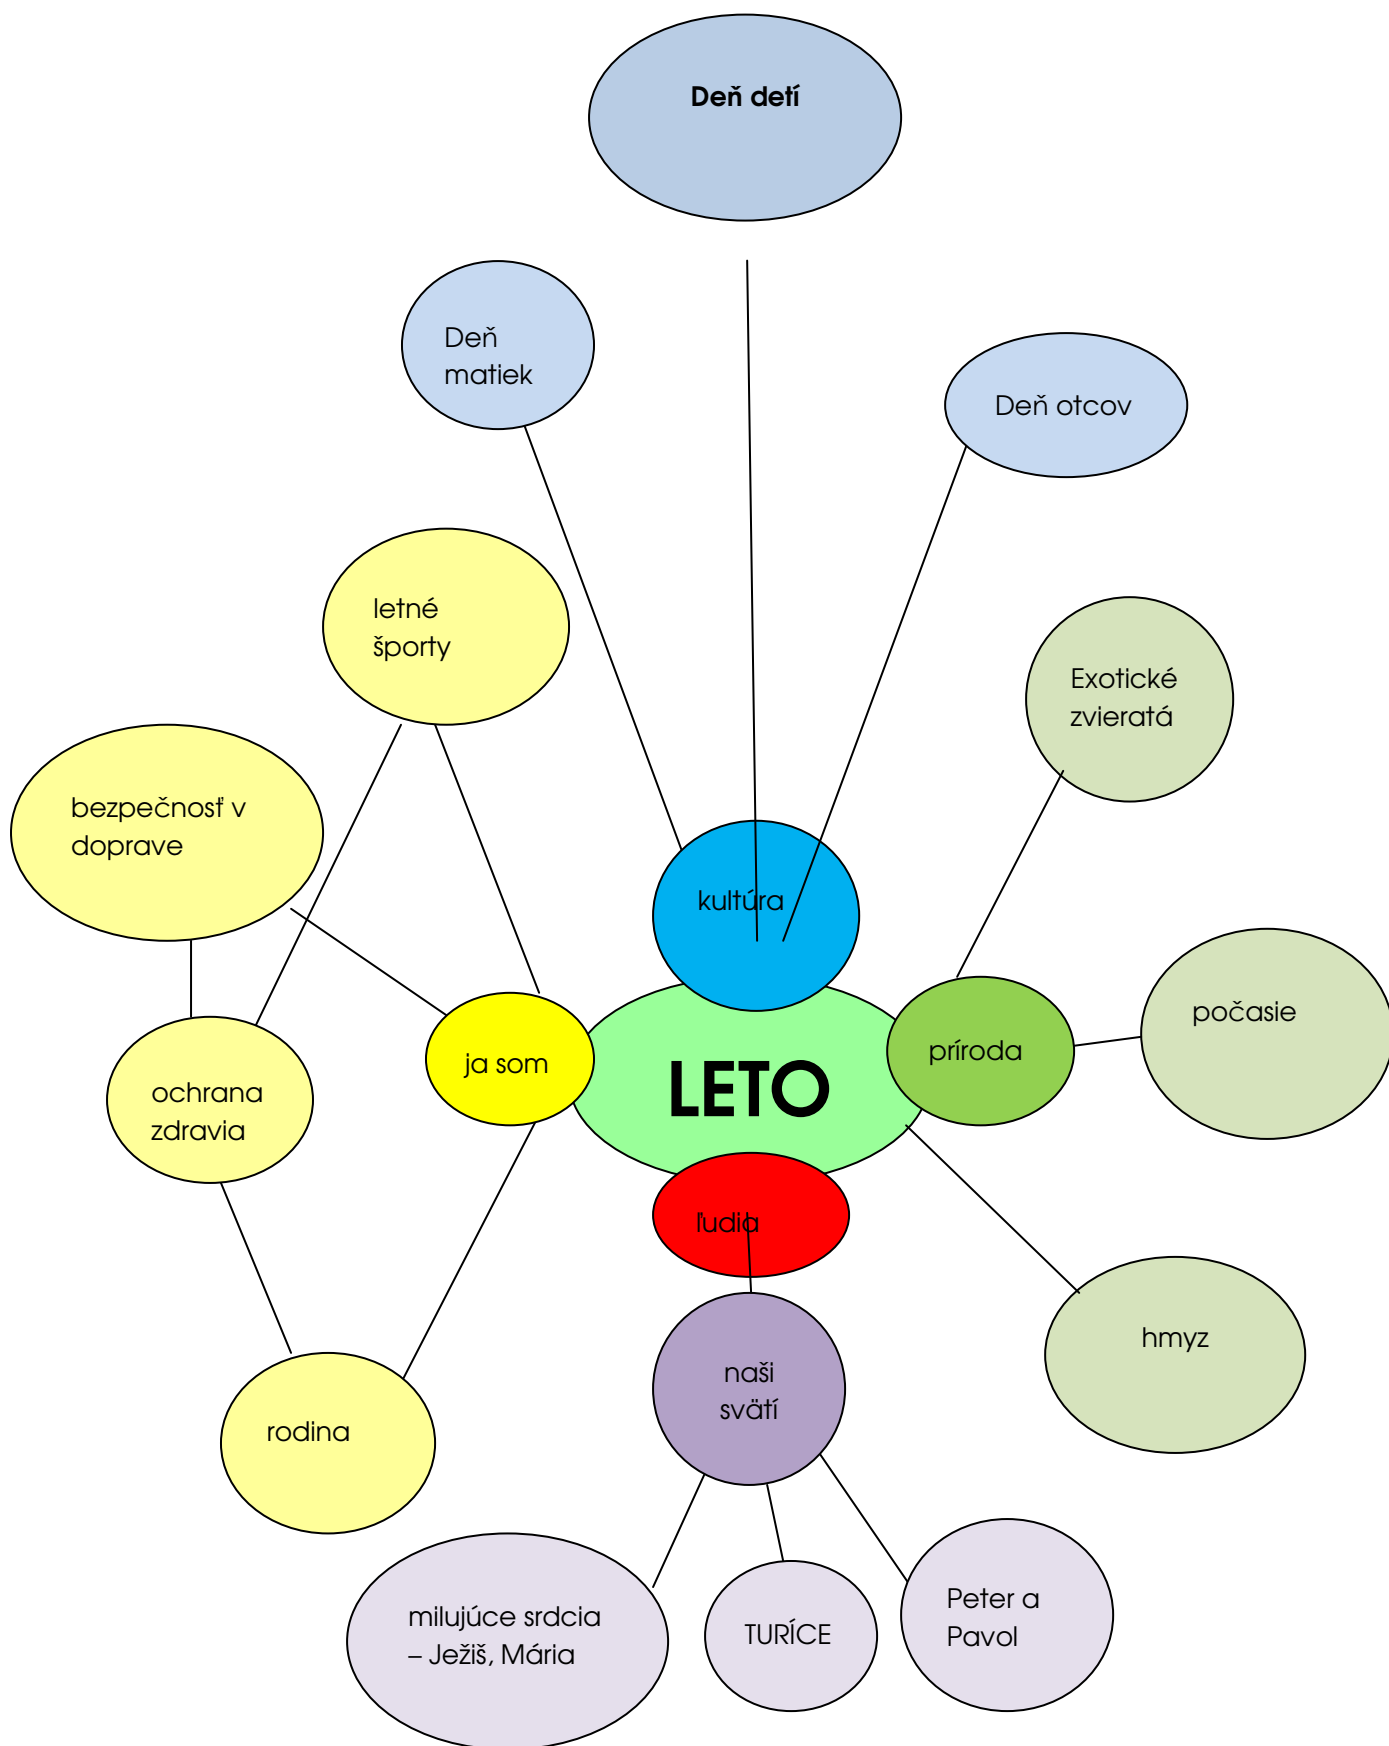 Deň detí
Deň
matiek
Deň otcov
letné
športy
Exotické
zvieratá
bezpečnosť v
doprave
kultúra
počasie
príroda
ja som
LETO
ochrana
zdravia
ľudia
hmyz
naši
svätí
rodina
milujúce srdcia
– Ježiš, Mária
TURÍCE
Peter a
Pavol